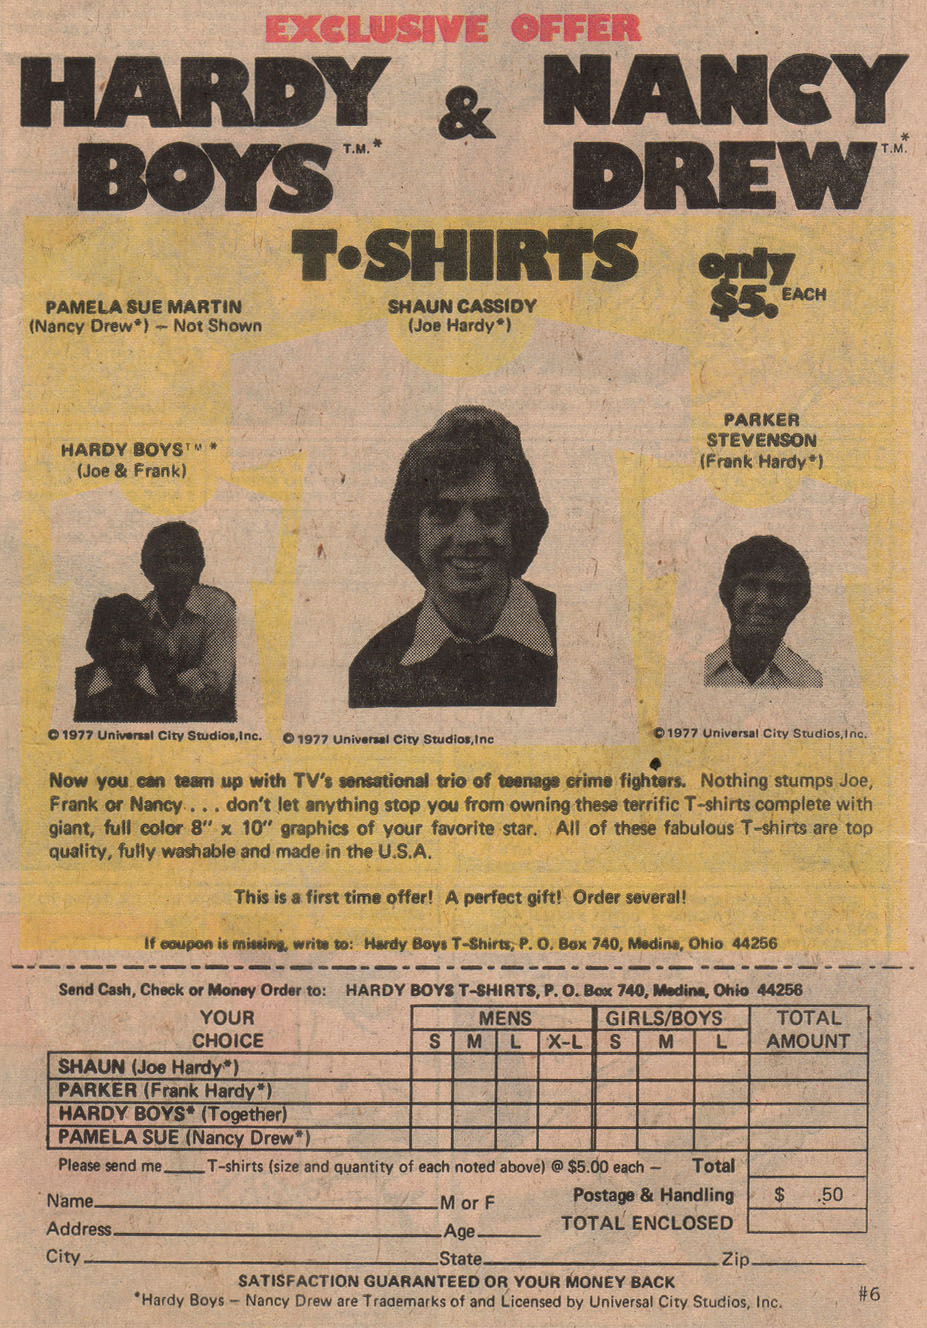 EXCLUSIVE OFFER
HARDY BOYS T.M.* & NANCY DREW T.M.*
T•SHIRTS
only $5. EACH
PAMELA SUE MARTIN
(Nancy Drew*) — Not Shown
SHAUN CASSIDY
(Joe Hardy*)
HARDY BOYS™ *
(Joe & Frank)
PARKER
STEVENSON
(Frank Hardy*)
© 1977 Universal City Studios,Inc.
© 1977 Universal City Studios,Inc
© 1977 Universal City Studios,Inc.
Now you can team up with TV's sensational trio of teenage crime fighters. Nothing stumps Joe,
Frank or Nancy . . . don't let anything stop you from owning these terrific T-shirts complete with
giant, full color 8" x 10" graphics of your favorite star. All of these fabulous T-shirts are top
quality, fully washable and made in the U.S.A.
This is a first time offer! A perfect gift! Order several!
If coupon is missing, write to: Hardy Boys T-Shirts, P. O. Box 740, Medina, Ohio 44256
Send Cash, Check or Money Order to: HARDY BOYS T-SHIRTS, P. O. Box 740, Medina, Ohio 44256
YOUR MENS GIRLS/BOYS TOTAL
CHOICE S M L X-L S M L AMOUNT
SHAUN (Joe Hardy*)
PARKER (Frank Hardy*)
HARDY BOYS* (Together)
PAMELA SUE (Nancy Drew*)
Please send me_____T-shirts (size and quantity of each noted above) @ $5.00 each — Total
Name_____M or F Postage & Handling $ .50
Address_____Age_____ TOTAL ENCLOSED
City_____State_____Zip_____
SATISFACTION GUARANTEED OR YOUR MONEY BACK
*Hardy Boys — Nancy Drew are Trademarks of and Licensed by Universal City Studios, Inc.
#6